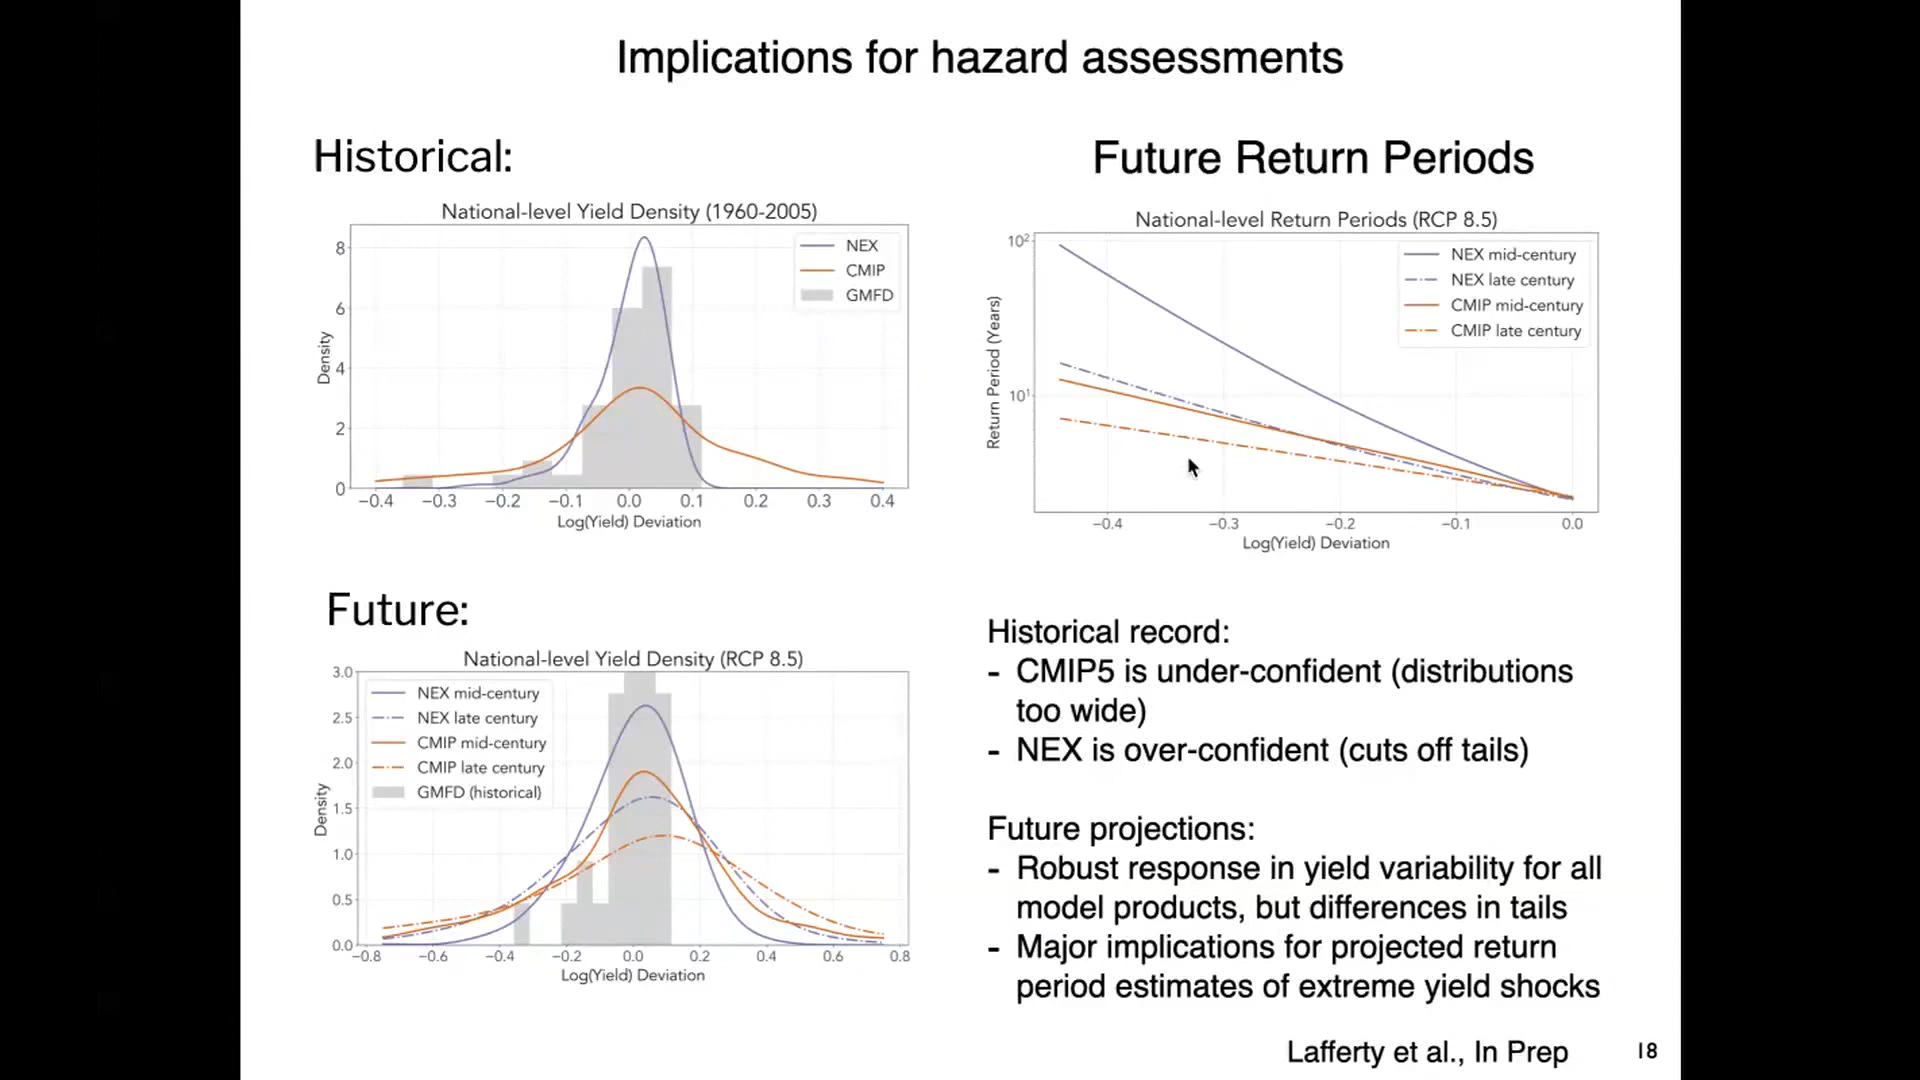 Implications for hazard assessments
Historical:
National-level Yield Density (1960-2005)
NEX
CMIP
GMFD
8
6
4
2
0
Density
−0.4 −0.3 −0.2 −0.1 0.0 0.1 0.2 0.3 0.4
Log(Yield) Deviation
Future Return Periods
National-level Return Periods (RCP 8.5)
NEX mid-century
NEX late century
CMIP mid-century
CMIP late century
10²
10¹
Return Period (Years)
−0.4 −0.3 −0.2 −0.1 0.0
Log(Yield) Deviation
Future:
National-level Yield Density (RCP 8.5)
NEX mid-century
NEX late century
CMIP mid-century
CMIP late century
GMFD (historical)
3.0
2.5
2.0
1.5
1.0
0.5
0.0
Density
−0.8 −0.6 −0.4 −0.2 0.0 0.2 0.4 0.6 0.8
Log(Yield) Deviation
Historical record:
- CMIP5 is under-confident (distributions
too wide)
- NEX is over-confident (cuts off tails)
Future projections:
- Robust response in yield variability for all
model products, but differences in tails
- Major implications for projected return
period estimates of extreme yield shocks
Lafferty et al., In Prep
18